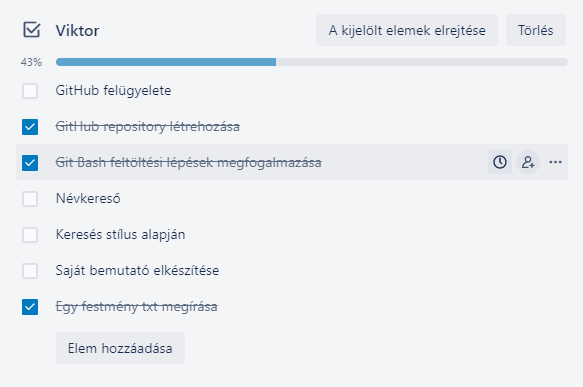 Viktor
A kijelölt elemek elrejtése
Törlés
43%
GitHub felügyelete
GitHub repository létrehozása
Git Bash feltöltési lépések megfogalmazása
Névkereső
Keresés stílus alapján
Saját bemutató elkészítése
Egy festmény txt megírása
Elem hozzáadása